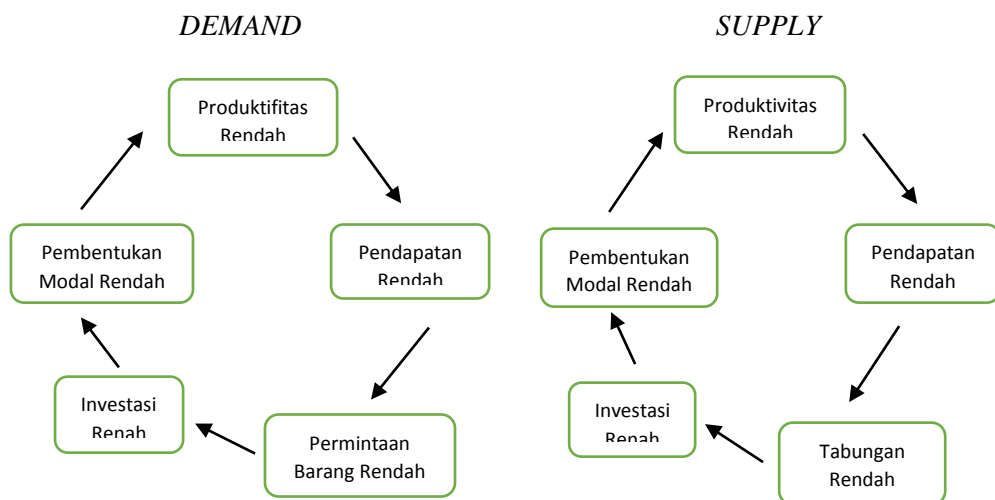 DEMAND
Produktifitas
Rendah
Pendapatan
Rendah
Permintaan
Barang Rendah
Investasi
Renah
Pembentukan
Modal Rendah
SUPPLY
Produktivitas
Rendah
Pendapatan
Rendah
Tabungan
Rendah
Investasi
Renah
Pembentukan
Modal Rendah